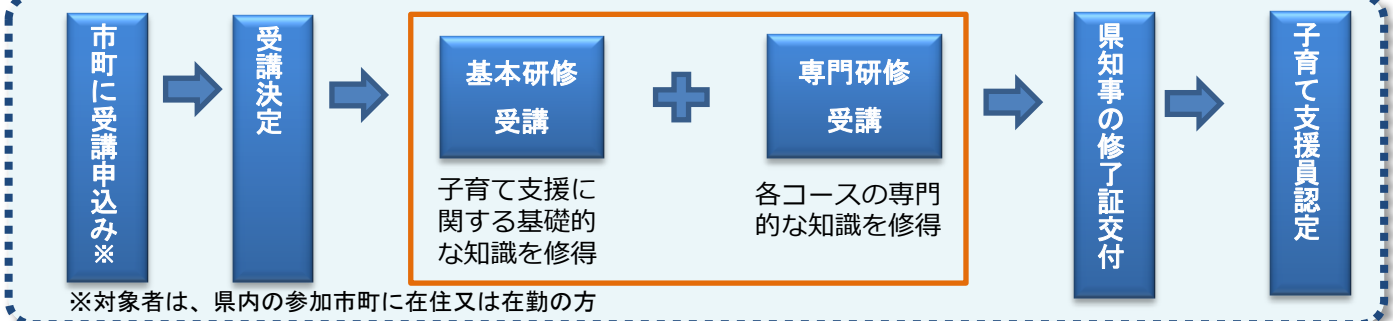 市町に受講申込み※
受講決定
基本研修
受講
子育て支援に
関する基礎的
な知識を修得
専門研修
受講
各コースの専門
的な知識を修得
県知事の修了証交付
子育て支援員認定
※対象者は、県内の参加市町に在住又は在勤の方